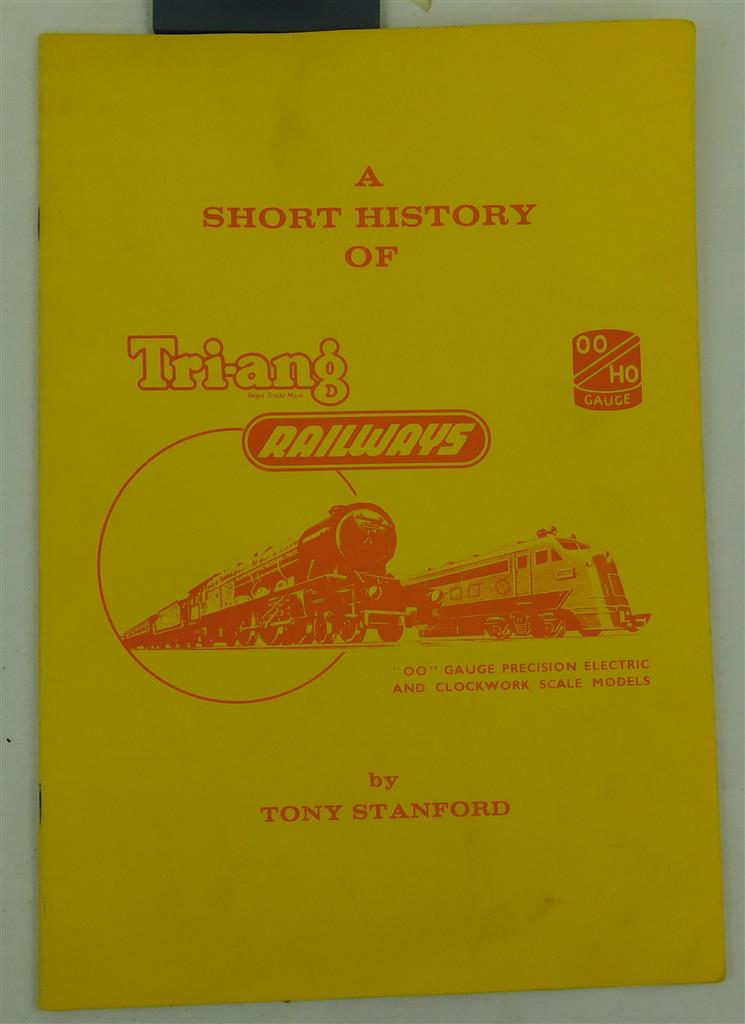 A
SHORT HISTORY
OF
Tri-ang
Regd Trade Mark
RAILWAYS
OO
HO
GAUGE
"OO" GAUGE PRECISION ELECTRIC
AND CLOCKWORK SCALE MODELS
by
TONY STANFORD